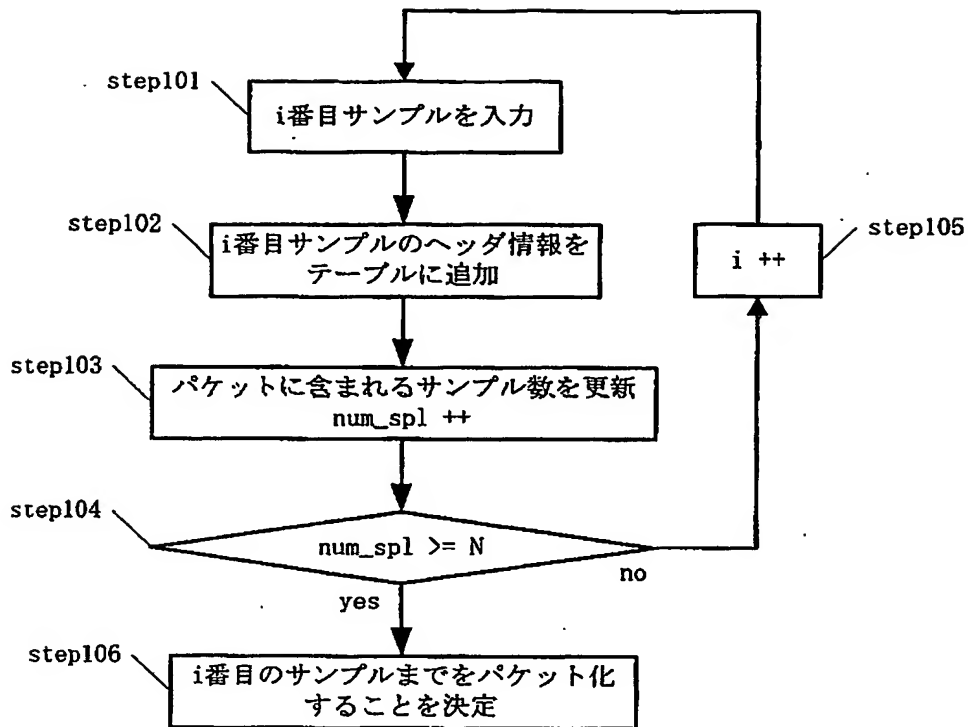 step101
i番目サンプルを入力
step102
i番目サンプルのヘッダ情報を
テーブルに追加
step105
i ++
step103
パケットに含まれるサンプル数を更新
num_spl ++
step104
num_spl >= N
no
yes
step106
i番目のサンプルまでをパケット化
することを決定